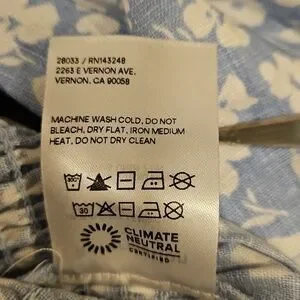 28033 / RN143248
2263 E VERNON AVE,
VERNON, CA 90058
MACHINE WASH COLD, DO NOT
BLEACH, DRY FLAT, IRON MEDIUM
HEAT, DO NOT DRY CLEAN
30
CLIMATE
NEUTRAL
CERTIFIED